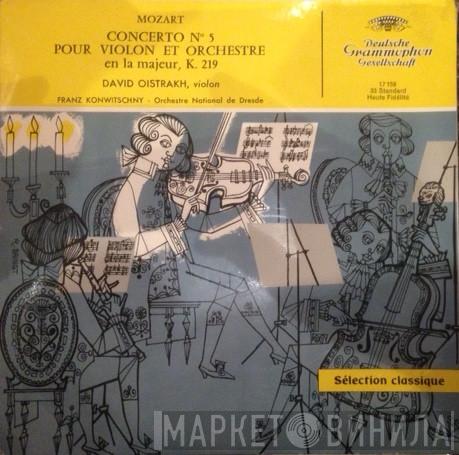 MOZART
CONCERTO Nº 5
POUR VIOLON ET ORCHESTRE
en la majeur, K. 219
DAVID OISTRAKH, violon
FRANZ KONWITSCHNY - Orchestre National de Dresde
Deutsche
Grammophon
Gesellschaft
17 159
33 Standard
Haute Fidélité
Sélection classique
МАРКЕТ ВИНИЛА